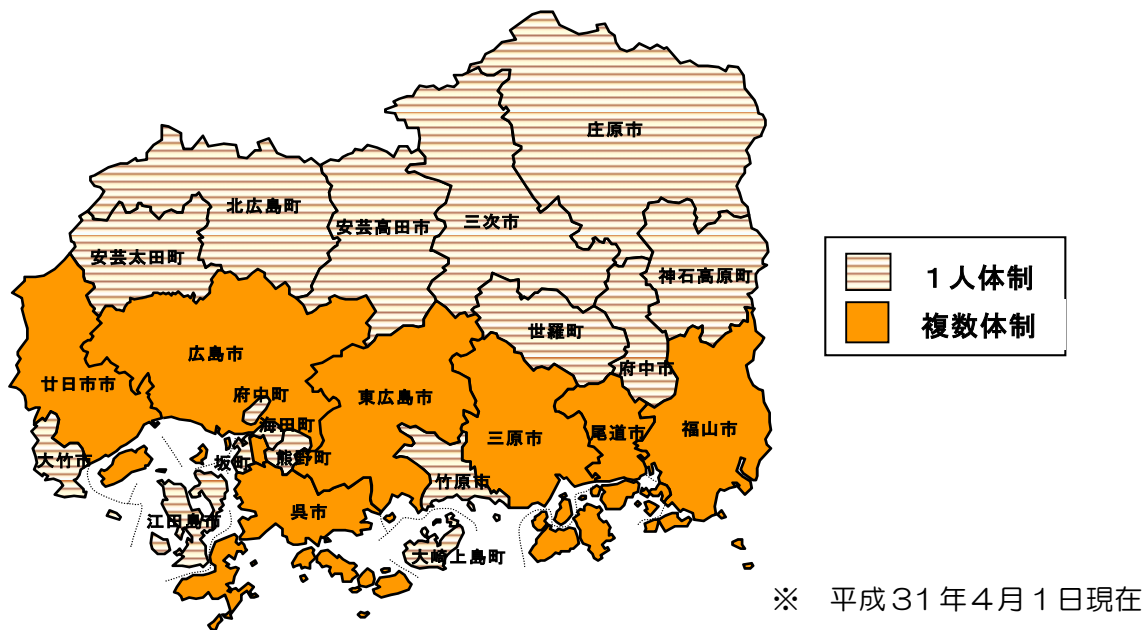 庄原市
北広島町
安芸高田市
三次市
安芸太田町
神石高原町
世羅町
広島市
府中市
廿日市市
府中町
東広島市
海田町
三原市
尾道市
福山市
大竹市
坂町
熊野町
竹原市
江田島市
呉市
大崎上島町
1人体制
複数体制
※ 平成31年4月1日現在